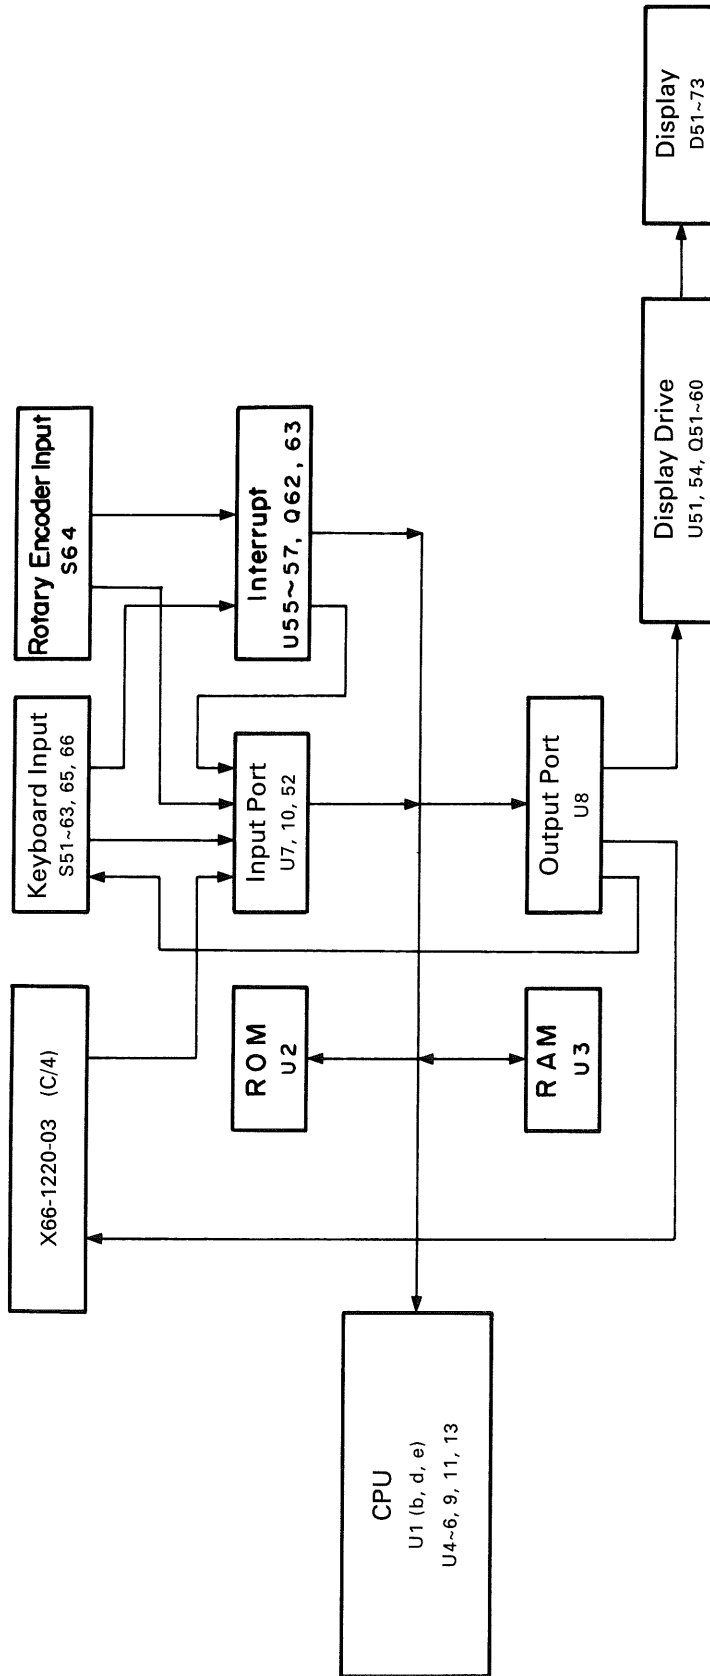 X66-1220-03 (C/4)
Keyboard Input
S51~63, 65, 66
Rotary Encoder Input
S64
ROM
U2
Input Port
U7, 10, 52
Interrupt
U55~57, Q62, 63
CPU
U1 (b, d, e)
U4~6, 9, 11, 13
RAM
U3
Output Port
U8
Display Drive
U51, 54, Q51~60
Display
D51~73